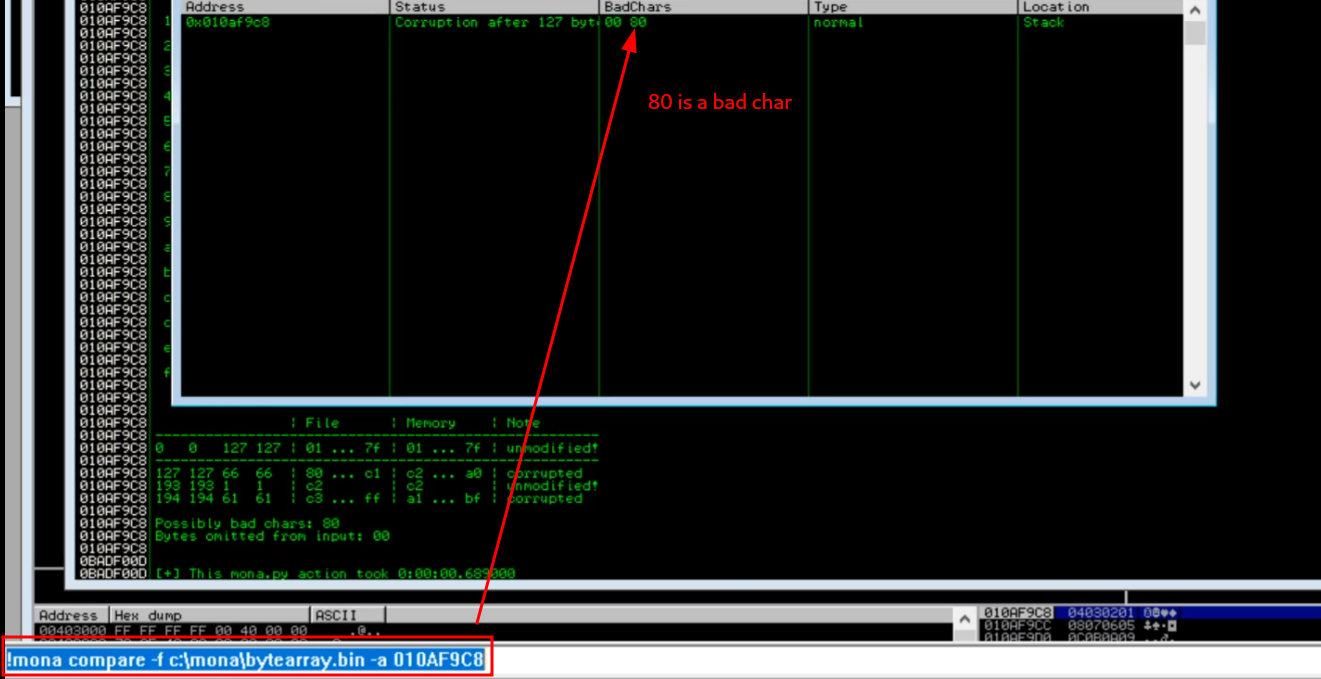 Address Status BadChars Type Location
010AF9C8
010AF9C8 1 0x010af9c8 Corruption after 127 byt 00 80 normal Stack
010AF9C8
010AF9C8 2
010AF9C8
010AF9C8 3
010AF9C8
010AF9C8 4
80 is a bad char
010AF9C8
010AF9C8 5
010AF9C8
010AF9C8 6
010AF9C8
010AF9C8 7
010AF9C8
010AF9C8 8
010AF9C8
010AF9C8 9
010AF9C8
010AF9C8 a
010AF9C8
010AF9C8 b
010AF9C8
010AF9C8 c
010AF9C8
010AF9C8
010AF9C8
010AF9C8 e
010AF9C8
010AF9C8 f
010AF9C8
010AF9C8
010AF9C8
010AF9C8 | File | Memory | Note
010AF9C8 ---------------------------------------------------
010AF9C8 0 0 127 127 | 01 ... 7f | 01 ... 7f | unmodified!
010AF9C8 ---------------------------------------------------
010AF9C8 127 127 66 66 | 80 ... c1 | c2 ... a0 | corrupted
010AF9C8 193 193 1 1 | c2 | c2 | unmodified!
010AF9C8 194 194 61 61 | c3 ... ff | a1 ... bf | corrupted
010AF9C8
010AF9C8 Possibly bad chars: 80
010AF9C8 Bytes omitted from input: 00
010AF9C8
0BADF00D
0BADF00D [+] This mona.py action took 0:00:00.689000
Address Hex dump ASCII
00403000 FF FF FF FF 00 40 00 00 .@..
010AF9C8 04030201
010AF9CC 08070605
010AF9D0 0C0B0A09
!mona compare -f c:\mona\bytearray.bin -a 010AF9C8